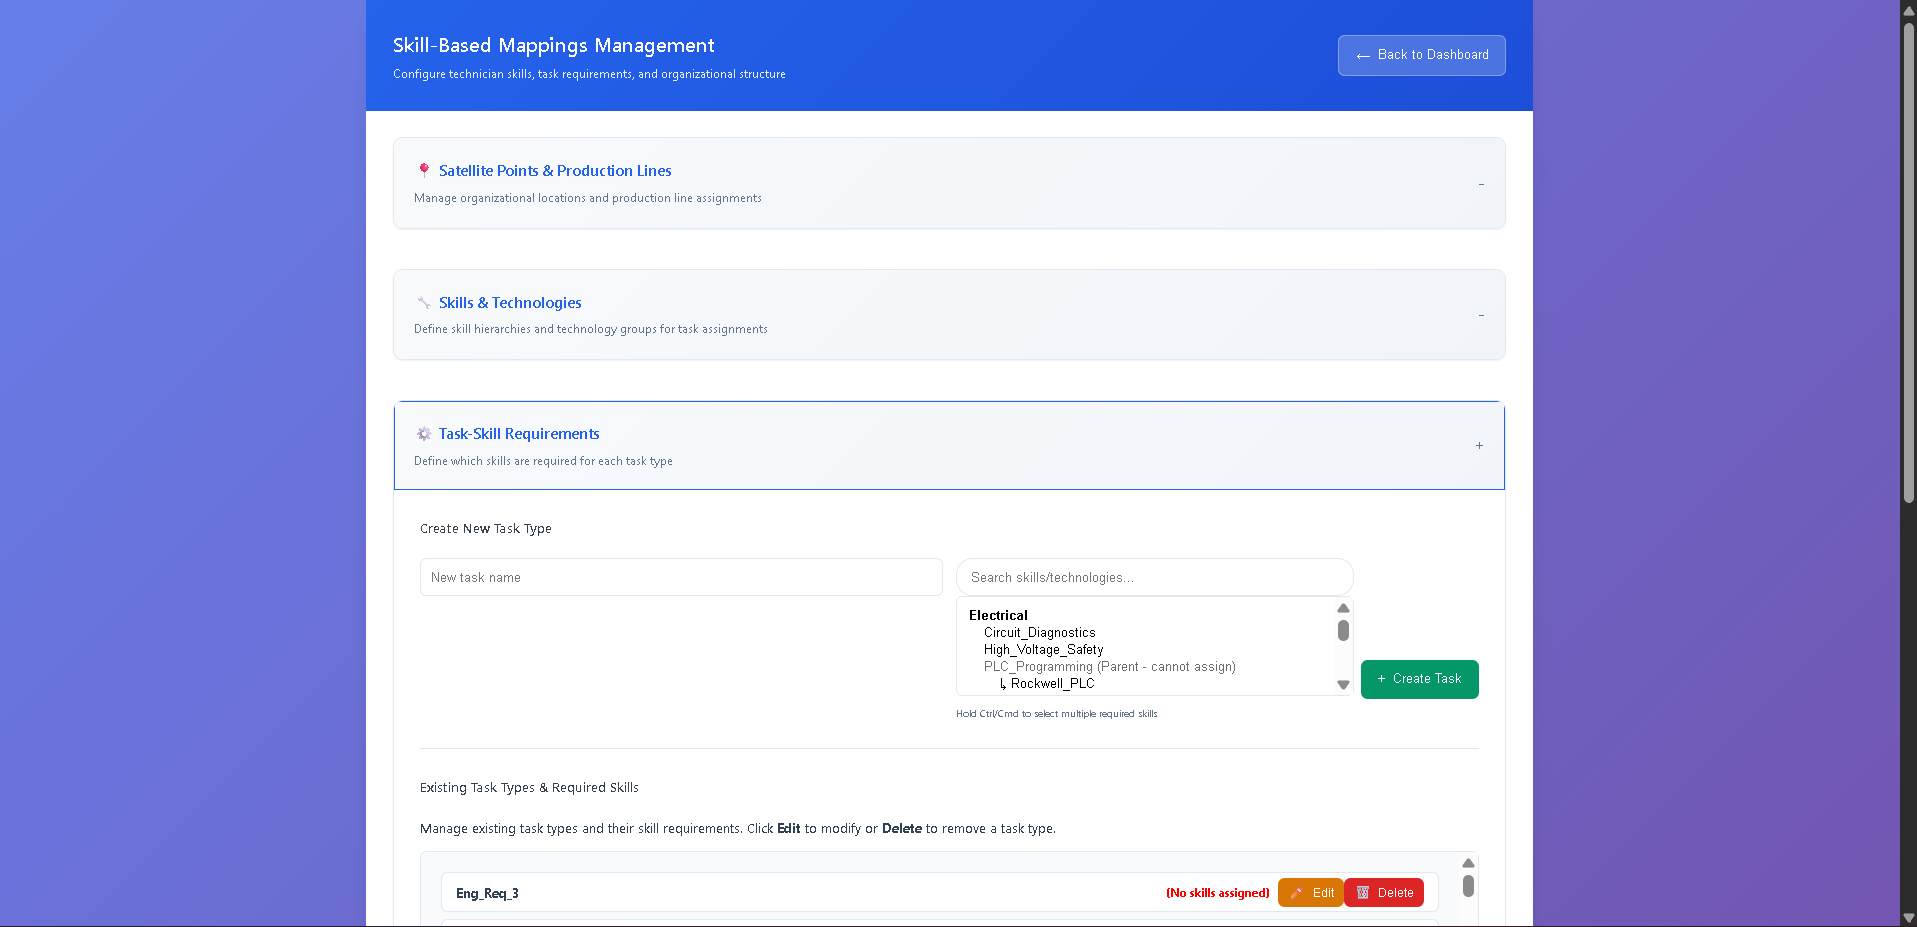 Skill-Based Mappings Management
Configure technician skills, task requirements, and organizational structure
← Back to Dashboard
Satellite Points & Production Lines
Manage organizational locations and production line assignments
-
Skills & Technologies
Define skill hierarchies and technology groups for task assignments
-
Task-Skill Requirements
Define which skills are required for each task type
+
Create New Task Type
New task name
Search skills/technologies...
Electrical
Circuit_Diagnostics
High_Voltage_Safety
PLC_Programming (Parent - cannot assign)
↳ Rockwell_PLC
+ Create Task
Hold Ctrl/Cmd to select multiple required skills
Existing Task Types & Required Skills
Manage existing task types and their skill requirements. Click Edit to modify or Delete to remove a task type.
Eng_Req_3
(No skills assigned)
Edit
Delete